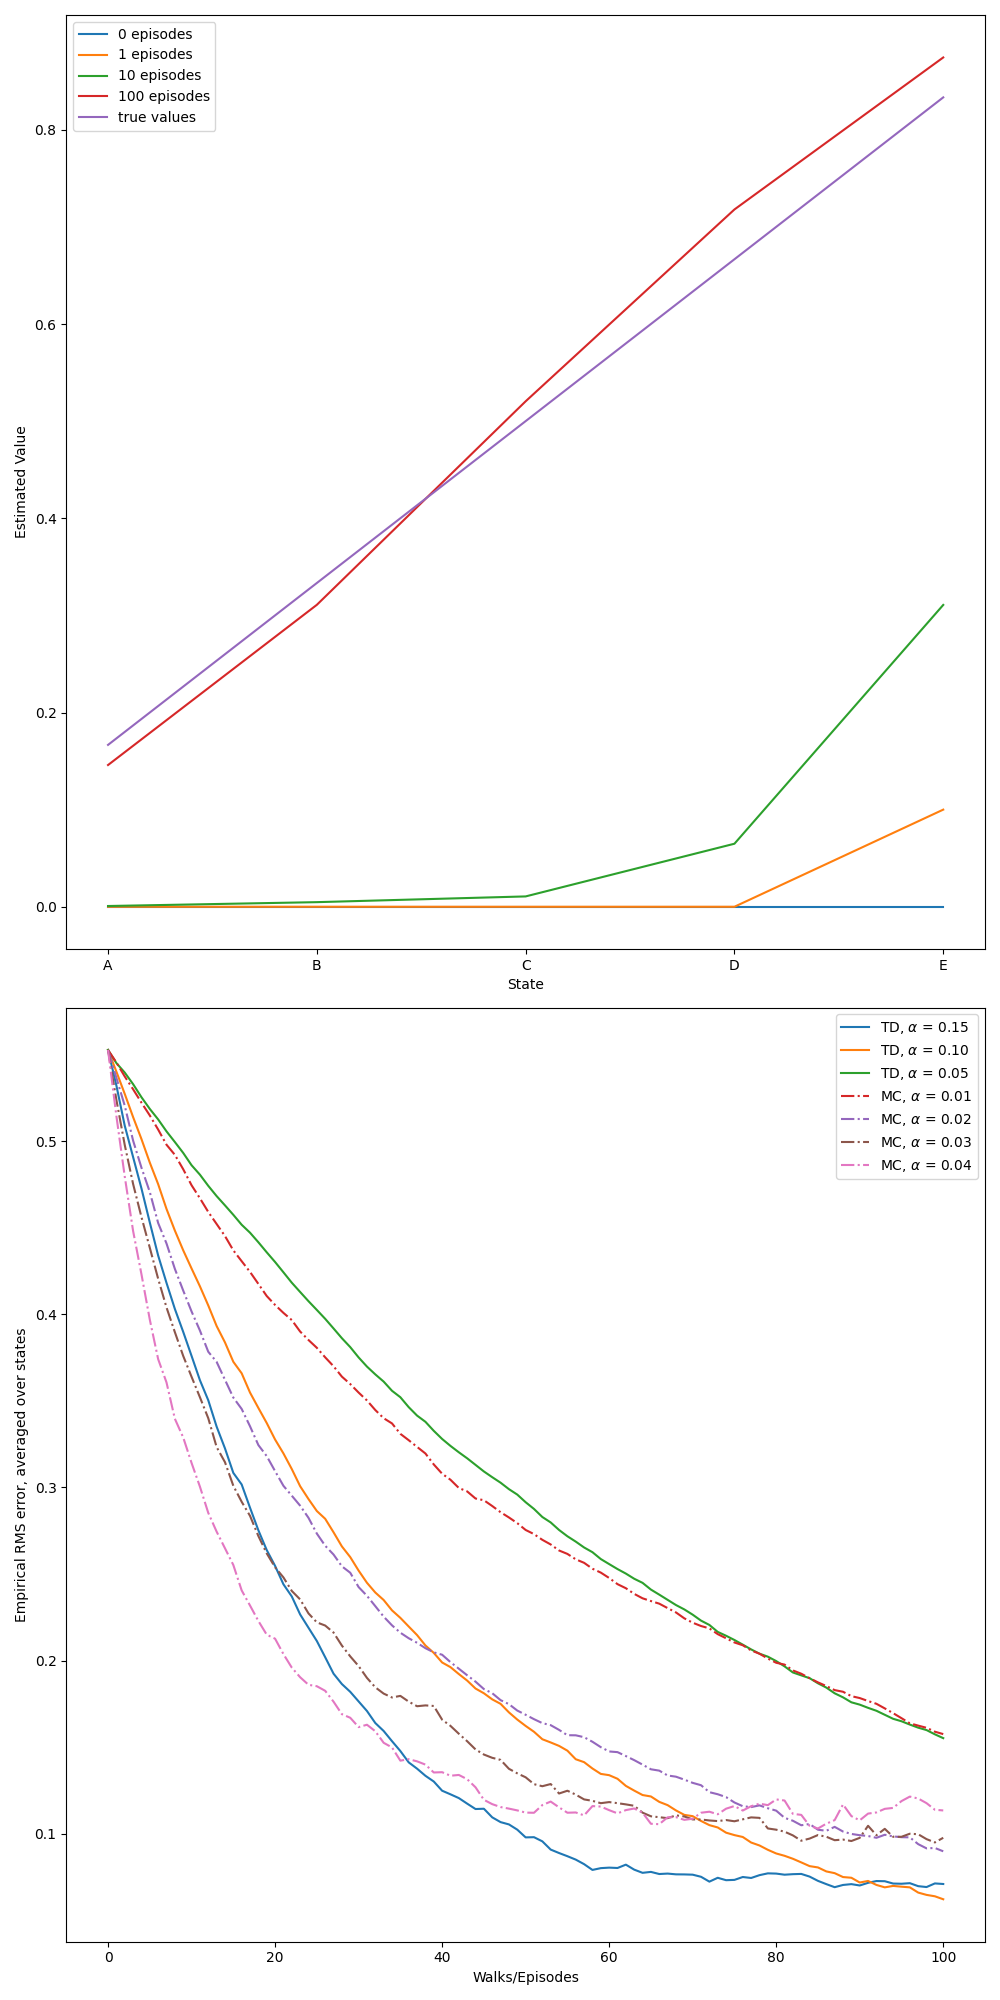 0 episodes
1 episodes
10 episodes
100 episodes
true values
0.8
0.6
0.4
0.2
0.0
Estimated Value
A B C D E
State
TD, α = 0.15
TD, α = 0.10
TD, α = 0.05
MC, α = 0.01
MC, α = 0.02
MC, α = 0.03
MC, α = 0.04
0.5
0.4
0.3
0.2
0.1
Empirical RMS error, averaged over states
0 20 40 60 80 100
Walks/Episodes